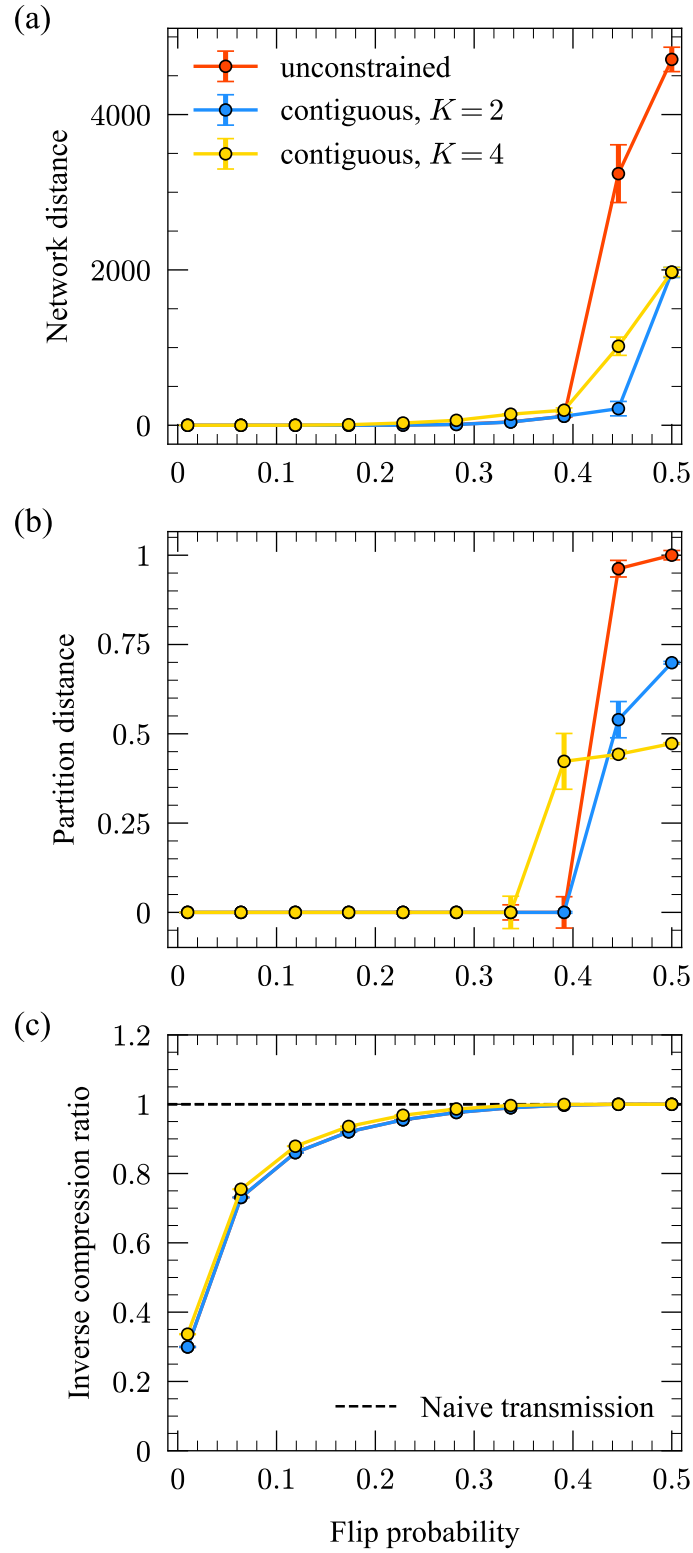 (a)
unconstrained
contiguous, K = 2
contiguous, K = 4
Network distance
4000
2000
0
0 0.1 0.2 0.3 0.4 0.5
(b)
Partition distance
1
0.75
0.5
0.25
0
0 0.1 0.2 0.3 0.4 0.5
(c)
Inverse compression ratio
1.2
1
0.8
0.6
0.4
0.2
0
Naive transmission
0 0.1 0.2 0.3 0.4 0.5
Flip probability